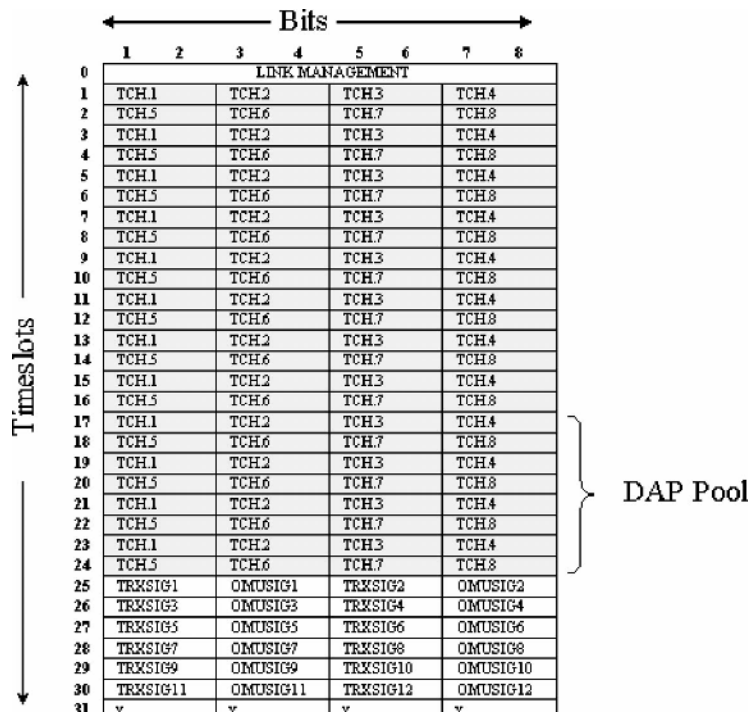 Bits
1 2 3 4 5 6 7 8
0 LINK MANAGEMENT
1 TCH.1 TCH.2 TCH.3 TCH.4
2 TCH.5 TCH.6 TCH.7 TCH.8
3 TCH.1 TCH.2 TCH.3 TCH.4
4 TCH.5 TCH.6 TCH.7 TCH.8
5 TCH.1 TCH.2 TCH.3 TCH.4
6 TCH.5 TCH.6 TCH.7 TCH.8
7 TCH.1 TCH.2 TCH.3 TCH.4
8 TCH.5 TCH.6 TCH.7 TCH.8
9 TCH.1 TCH.2 TCH.3 TCH.4
10 TCH.5 TCH.6 TCH.7 TCH.8
11 TCH.1 TCH.2 TCH.3 TCH.4
12 TCH.5 TCH.6 TCH.7 TCH.8
13 TCH.1 TCH.2 TCH.3 TCH.4
14 TCH.5 TCH.6 TCH.7 TCH.8
15 TCH.1 TCH.2 TCH.3 TCH.4
16 TCH.5 TCH.6 TCH.7 TCH.8
17 TCH.1 TCH.2 TCH.3 TCH.4
18 TCH.5 TCH.6 TCH.7 TCH.8
19 TCH.1 TCH.2 TCH.3 TCH.4
20 TCH.5 TCH.6 TCH.7 TCH.8
21 TCH.1 TCH.2 TCH.3 TCH.4
22 TCH.5 TCH.6 TCH.7 TCH.8
23 TCH.1 TCH.2 TCH.3 TCH.4
24 TCH.5 TCH.6 TCH.7 TCH.8
25 TRXSIG1 OMUSIG1 TRXSIG2 OMUSIG2
26 TRXSIG3 OMUSIG3 TRXSIG4 OMUSIG4
27 TRXSIG5 OMUSIG5 TRXSIG6 OMUSIG6
28 TRXSIG7 OMUSIG7 TRXSIG8 OMUSIG8
29 TRXSIG9 OMUSIG9 TRXSIG10 OMUSIG10
30 TRXSIG11 OMUSIG11 TRXSIG12 OMUSIG12
31
Timeslots
DAP Pool